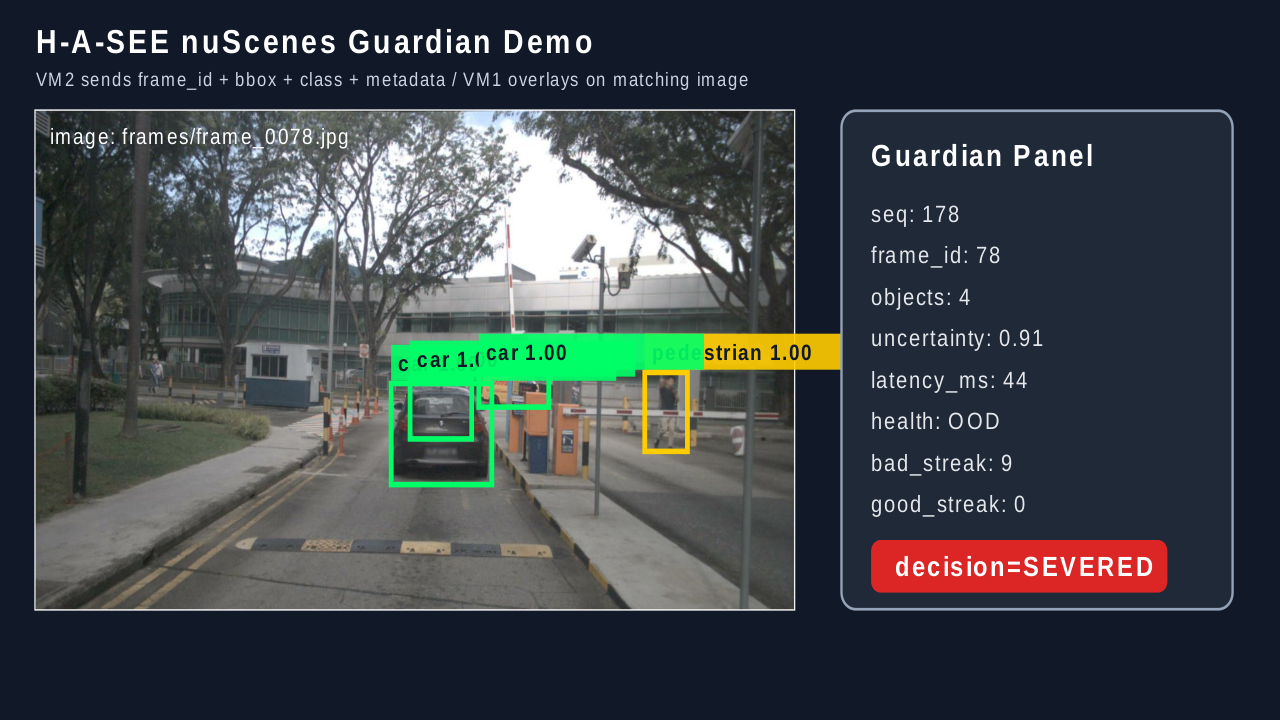 H-A-SEE nuScenes Guardian Demo
VM2 sends frame_id + bbox + class + metadata / VM1 overlays on matching image
image: frames/frame_0078.jpg
car 1.00
car 1.00
pedestrian 1.00
Guardian Panel
seq: 178
frame_id: 78
objects: 4
uncertainty: 0.91
latency_ms: 44
health: OOD
bad_streak: 9
good_streak: 0
decision=SEVERED